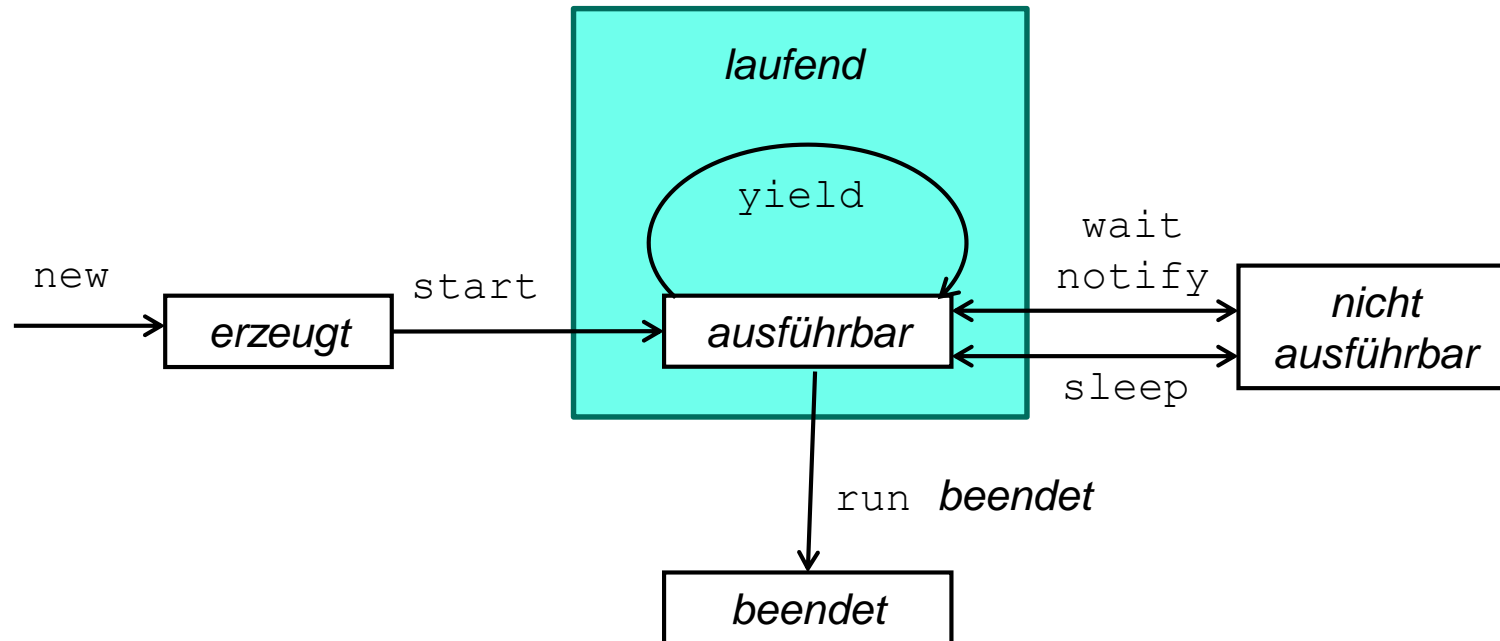 laufend
yield
new
start
wait
notify
erzeugt
ausführbar
nicht
ausführbar
sleep
run beendet
beendet